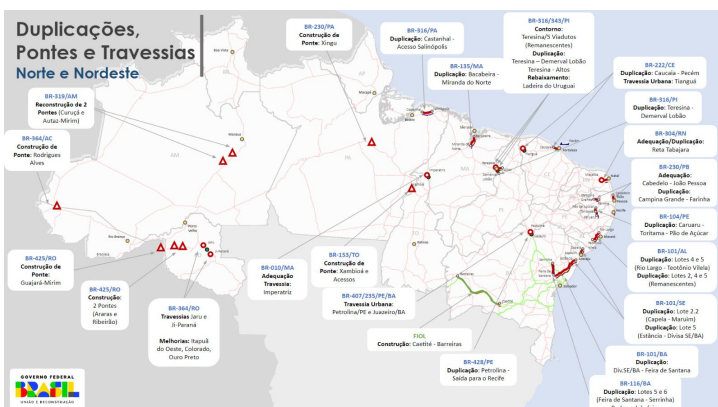 Duplicações,
Pontes e Travessias
Norte e Nordeste
BR-230/PA
Construção de
Ponte: Xingu
BR-316/PA
Duplicação: Castanhal -
Acesso Salinópolis
BR-135/MA
Duplicação: Bacabeira -
Miranda do Norte
BR-316/343/PI
Contorno:
Teresina/5 Viadutos
(Remanescentes)
Duplicação:
Teresina – Demerval Lobão
Teresina - Altos
Rebaixamento:
Ladeira do Uruguai
BR-222/CE
Duplicação: Caucaia - Pecém
Travessia Urbana: Tianguá
BR-316/PI
Duplicação: Teresina -
Demerval Lobão
BR-304/RN
Adequação/Duplicação:
Reta Tabajara
BR-230/PB
Adequação:
Cabedelo - João Pessoa
Duplicação:
Campina Grande - Farinha
BR-104/PE
Duplicação: Caruaru -
Toritama - Pão de Açúcar
BR-101/AL
Duplicação: Lotes 4 e 5
(Rio Largo - Teotônio Vilela)
Duplicação: Lotes 2, 4 e 5
(Remanescentes)
BR-101/SE
Duplicação: Lote 2.2
(Capela - Maruim)
Duplicação: Lote 5
(Estância - Divisa SE/BA)
BR-101/BA
Duplicação:
Div.SE/BA - Feira de Santana
BR-116/BA
Duplicação: Lotes 5 e 6
(Feira de Santana - Serrinha)
BR-319/AM
Reconstrução de 2
Pontes (Curuçá e
Autaz-Mirim)
BR-364/AC
Construção de
Ponte: Rodrigues
Alves
BR-425/RO
Construção de
Ponte:
Guajará-Mirim
BR-425/RO
Construção:
2 Pontes
(Araras e
Ribeirão)
BR-364/RO
Travessias Jaru e
Ji-Paraná
Melhorias: Itapuã
do Oeste, Colorado,
Ouro Preto
BR-010/MA
Adequação
Travessia:
Imperatriz
BR-153/TO
Construção de
Ponte: Xambioá e
Acessos
BR-407/235/PE/BA
Travessia Urbana:
Petrolina/PE e Juazeiro/BA
FIOL
Construção: Caetité - Barreiras
BR-428/PE
Duplicação: Petrolina -
Saída para o Recife
GOVERNO FEDERAL
BRASIL
UNIÃO E RECONSTRUÇÃO